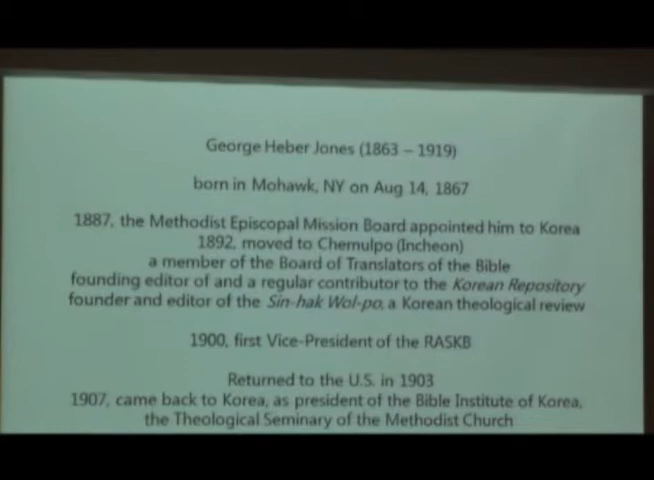 George Heber Jones (1863 – 1919)
born in Mohawk, NY on Aug 14, 1867
1887, the Methodist Episcopal Mission Board appointed him to Korea
1892, moved to Chemulpo (Incheon)
a member of the Board of Translators of the Bible
founding editor of and a regular contributor to the Korean Repository
founder and editor of the Sin-hak Wol-po, a Korean theological review
1900, first Vice-President of the RASKB
Returned to the U.S. in 1903
1907, came back to Korea, as president of the Bible Institute of Korea,
the Theological Seminary of the Methodist Church